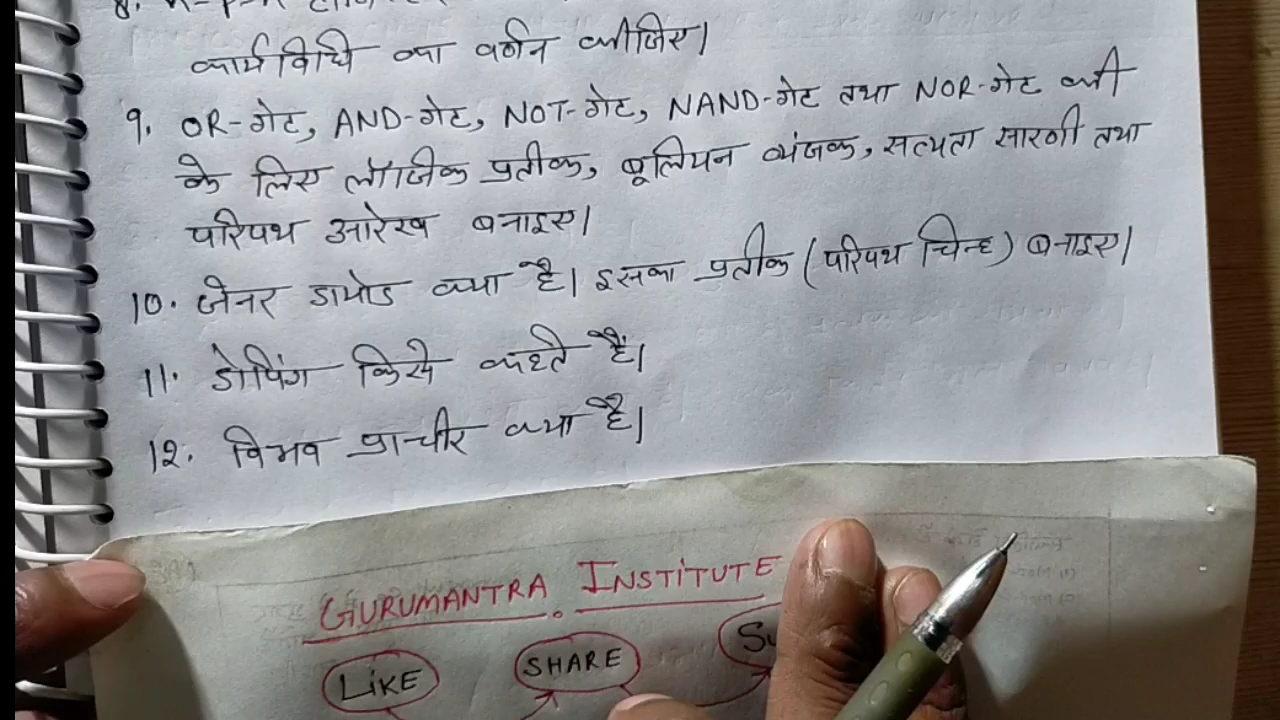 8. n-p-n
कार्यविधि का वर्णन कीजिए।
9. OR-गेट, AND-गेट, NOT-गेट, NAND-गेट तथा NOR-गेट की
के लिए लॉजिक प्रतीक, बूलियन व्यंजक, सत्यता सारणी तथा
परिपथ आरेख बनाइए।
10. जेनर डायोड क्या है। इसका प्रतीक (परिपथ चिन्ह) बनाइए।
11. डोपिंग किसे कहते हैं।
12. विभव प्राचीर क्या है।
GURUMANTRA INSTITUTE
LIKE SHARE